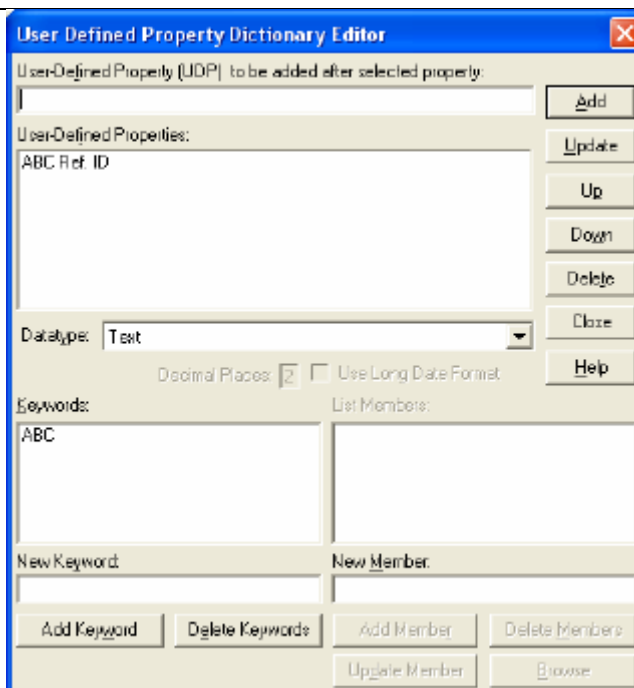 User Defined Property Dictionary Editor
User-Defined Property (UDP) to be added after selected property:
Add
User-Defined Properties:
Update
ABC Ref. ID
Up
Down
Delete
Close
Datatype: Text
Help
Decimal Places: 2 Use Long Date Format
Keywords: List Members:
ABC
New Keyword: New Member:
Add Keyword Delete Keywords Add Member Delete Members
Update Member Browse